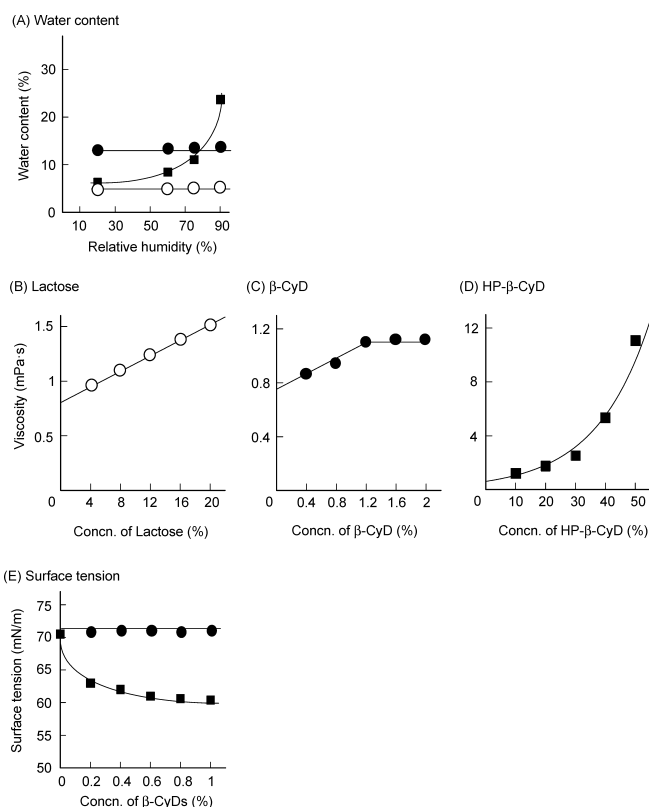 (A) Water content
Water content (%)
30
20
10
0
10 30 50 70 90
Relative humidity (%)
(B) Lactose
Viscosity (mPa·s)
1.5
1
0.5
0
4 8 12 16 20
Concn. of Lactose (%)
(C) β-CyD
1.2
0.8
0.4
0
0.4 0.8 1.2 1.6 2
Concn. of β-CyD (%)
(D) HP-β-CyD
12
8
4
0
10 20 30 40 50
Concn. of HP-β-CyD (%)
(E) Surface tension
Surface tension (mN/m)
75
70
65
60
55
50
0 0.2 0.4 0.6 0.8 1
Concn. of β-CyDs (%)